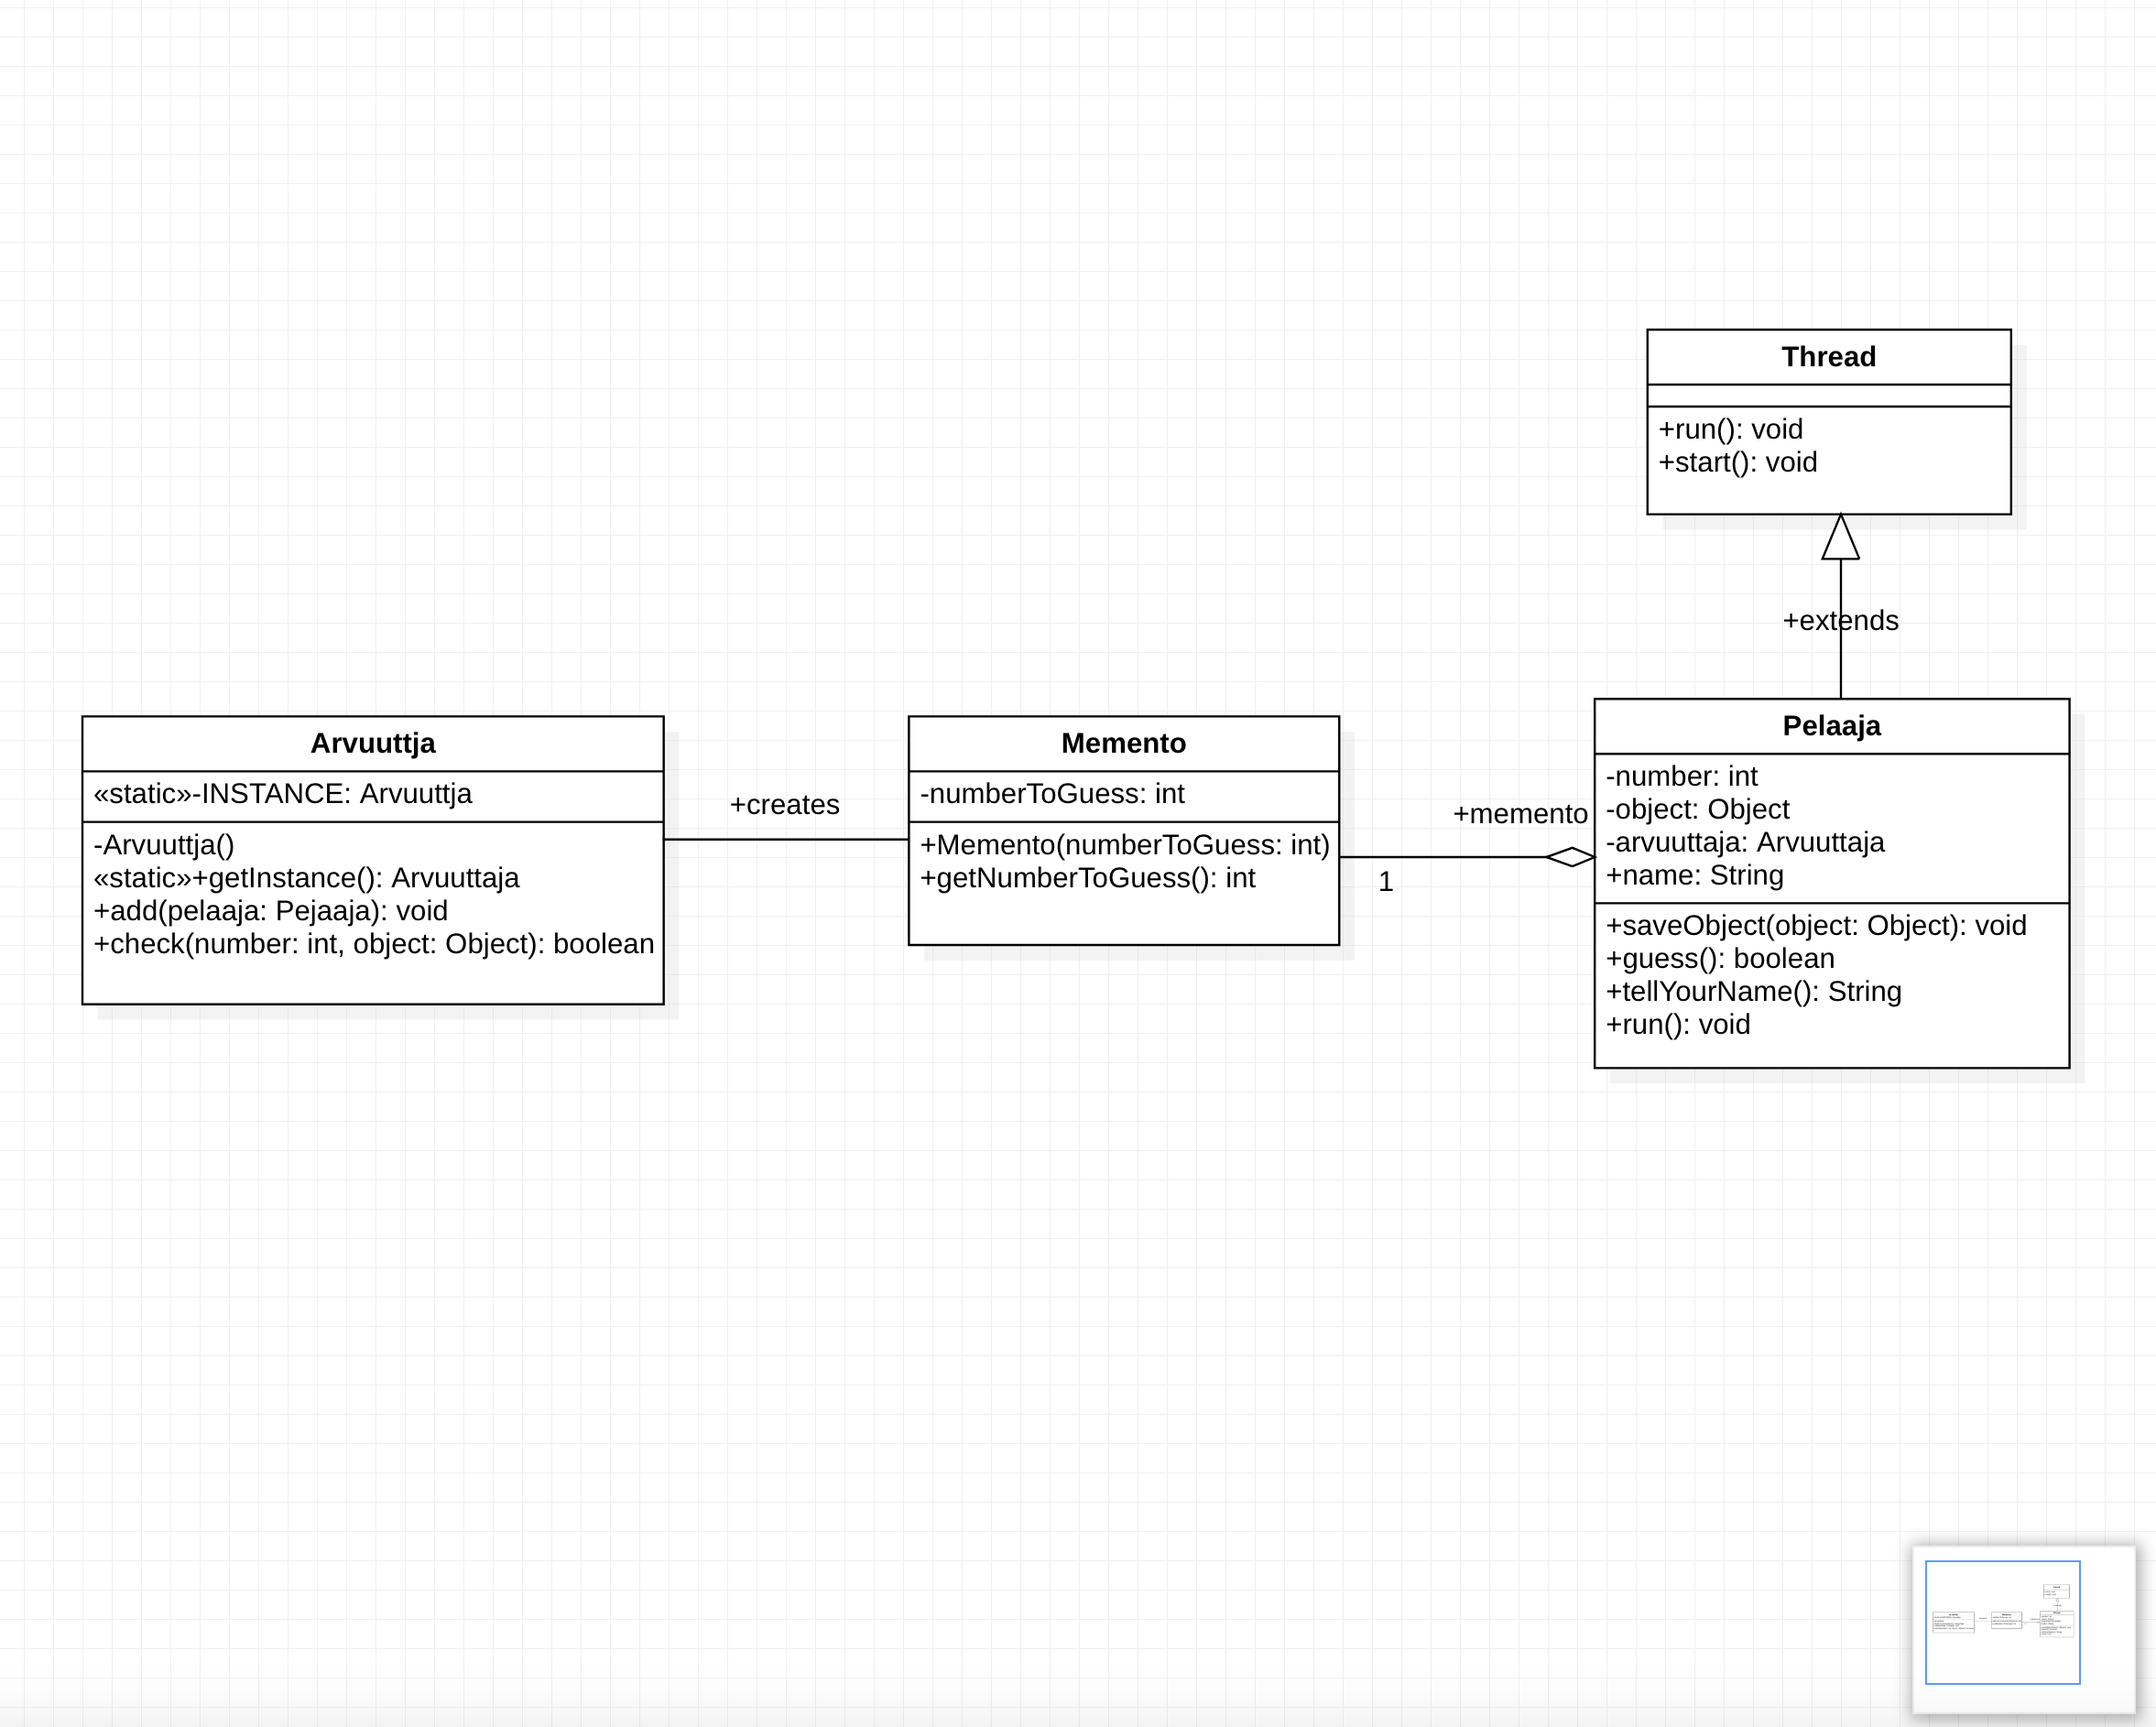 Thread
+run(): void
+start(): void
+extends
Arvuuttja
«static»-INSTANCE: Arvuuttja
-Arvuuttja()
«static»+getInstance(): Arvuuttaja
+add(pelaaja: Pejaaja): void
+check(number: int, object: Object): boolean
+creates
Memento
-numberToGuess: int
+Memento(numberToGuess: int)
+getNumberToGuess(): int
+memento
1
Pelaaja
-number: int
-object: Object
-arvuuttaja: Arvuuttaja
+name: String
+saveObject(object: Object): void
+guess(): boolean
+tellYourName(): String
+run(): void